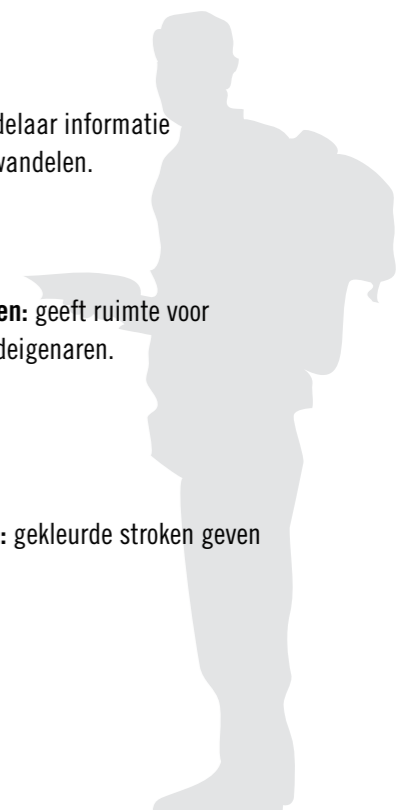 delaar informatie
wandelen.
en: geeft ruimte voor
deigenaren.
: gekleurde stroken geven